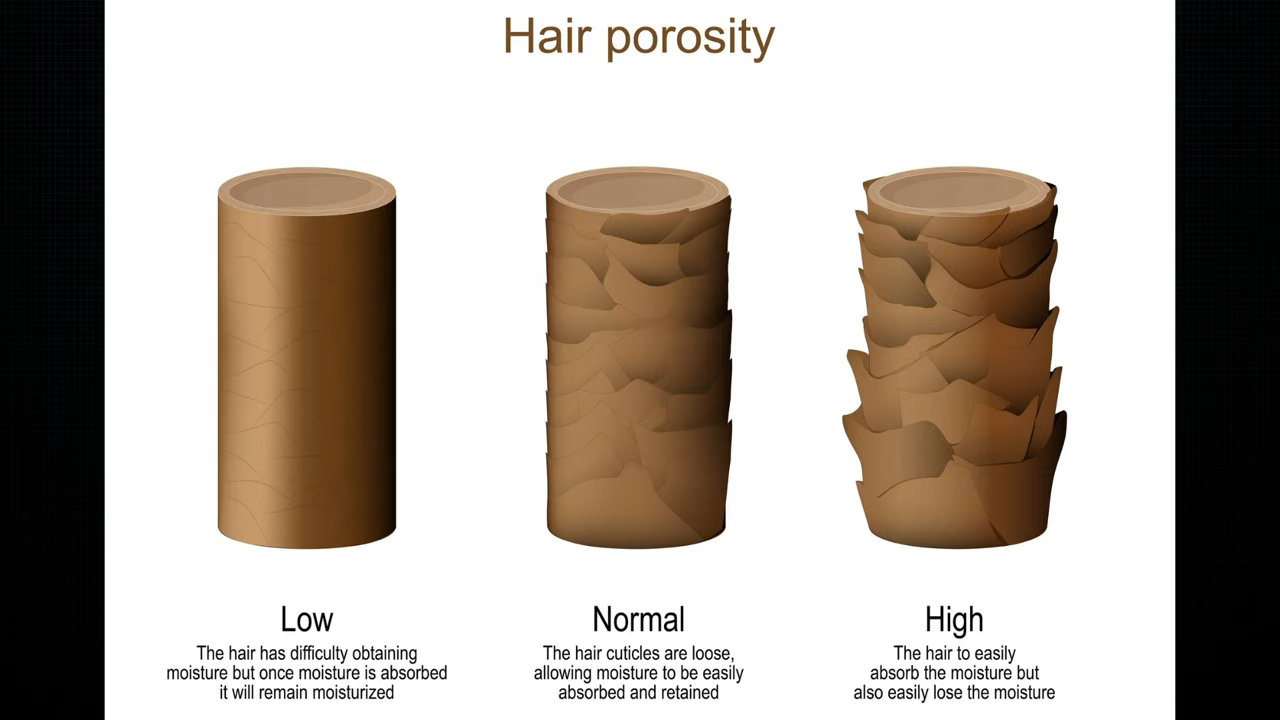 Hair porosity
Low
The hair has difficulty obtaining
moisture but once moisture is absorbed
it will remain moisturized
Normal
The hair cuticles are loose,
allowing moisture to be easily
absorbed and retained
High
The hair to easily
absorb the moisture but
also easily lose the moisture